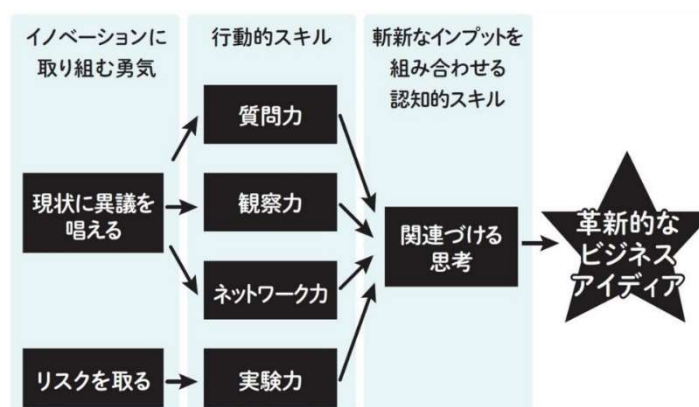 イノベーションに
取り組む勇気
行動的スキル
斬新なインプットを
組み合わせる
認知的スキル
現状に異議を
唱える
リスクを取る
質問力
観察力
ネットワーク力
実験力
関連づける
思考
革新的な
ビジネス
アイディア